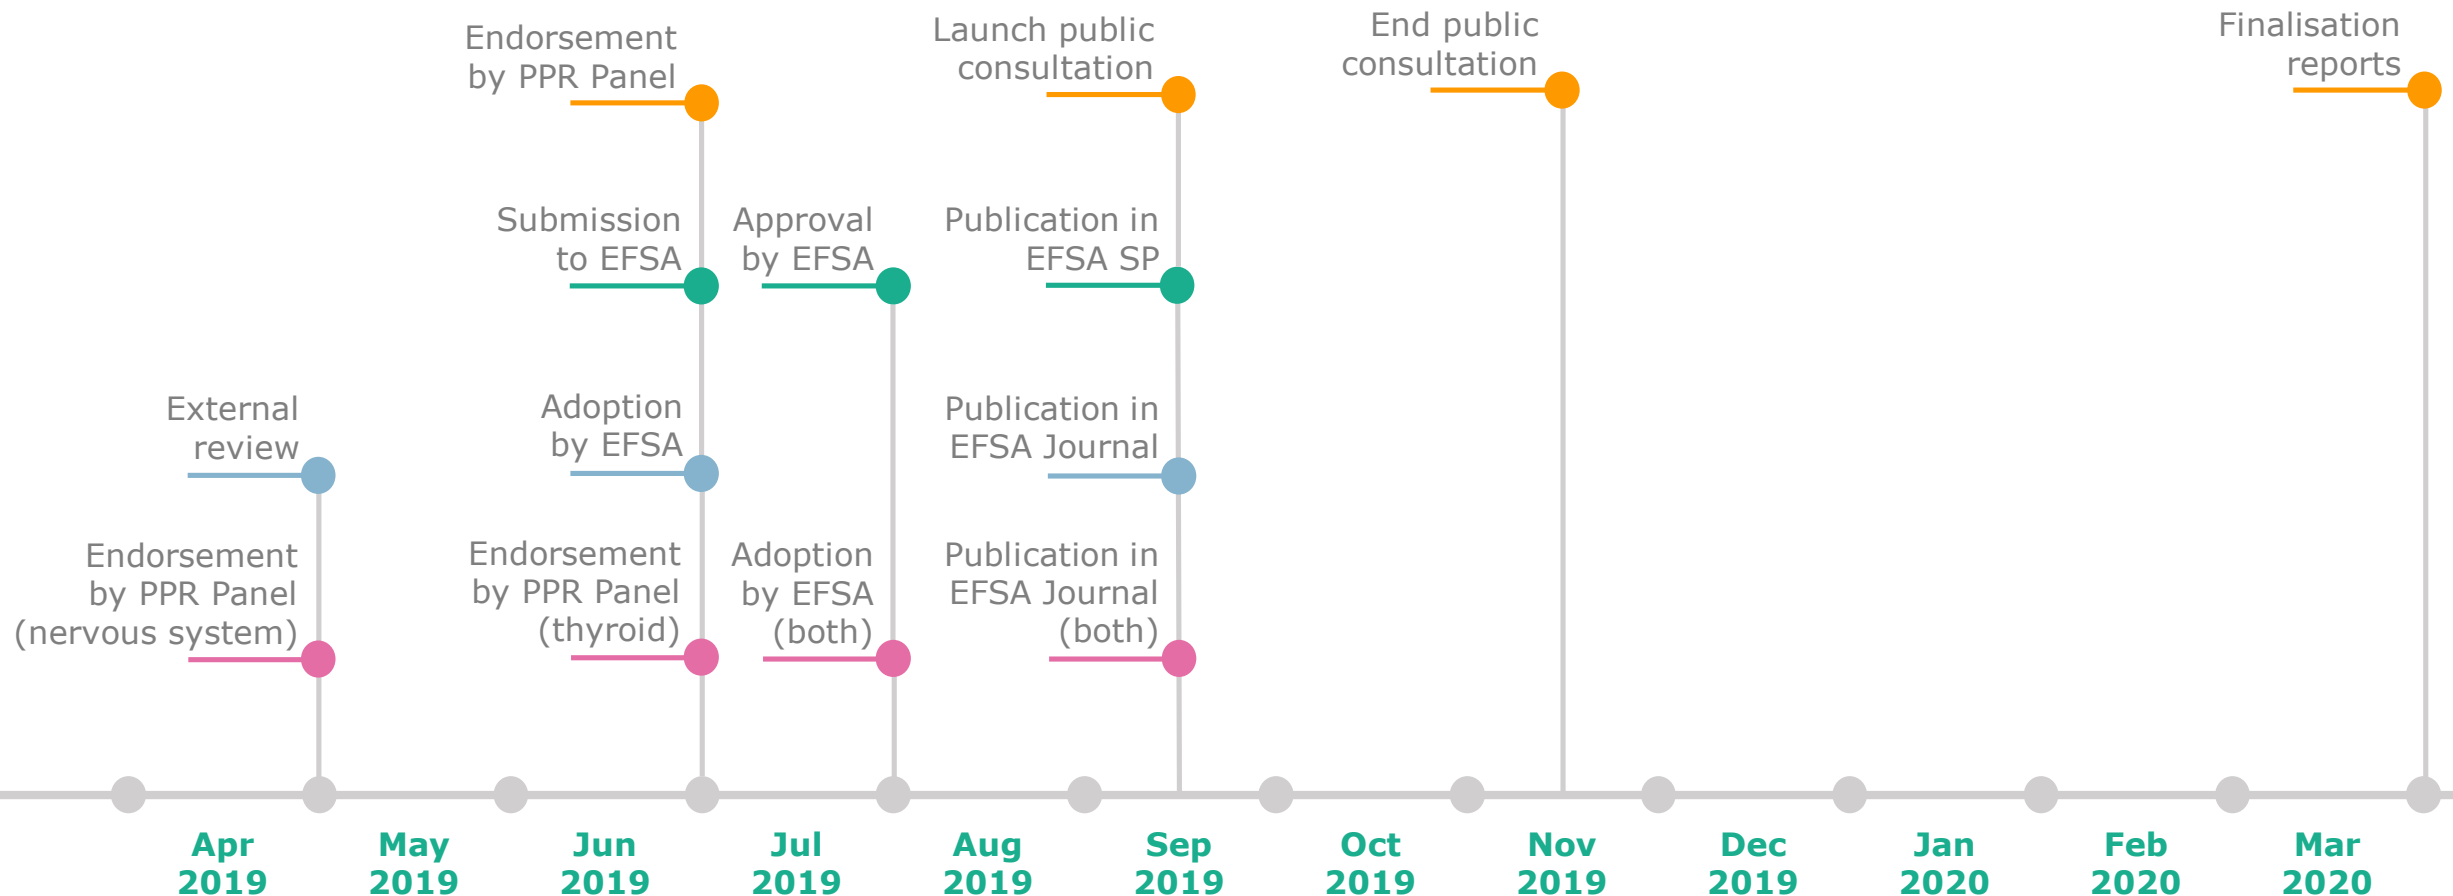 Endorsement
by PPR Panel
Launch public
consultation
End public
consultation
Finalisation
reports
Submission
to EFSA
Approval
by EFSA
Publication in
EFSA SP
External
review
Adoption
by EFSA
Publication in
EFSA Journal
Endorsement
by PPR Panel
(nervous system)
Endorsement
by PPR Panel
(thyroid)
Adoption
by EFSA
(both)
Publication in
EFSA Journal
(both)
Apr
2019
May
2019
Jun
2019
Jul
2019
Aug
2019
Sep
2019
Oct
2019
Nov
2019
Dec
2019
Jan
2020
Feb
2020
Mar
2020